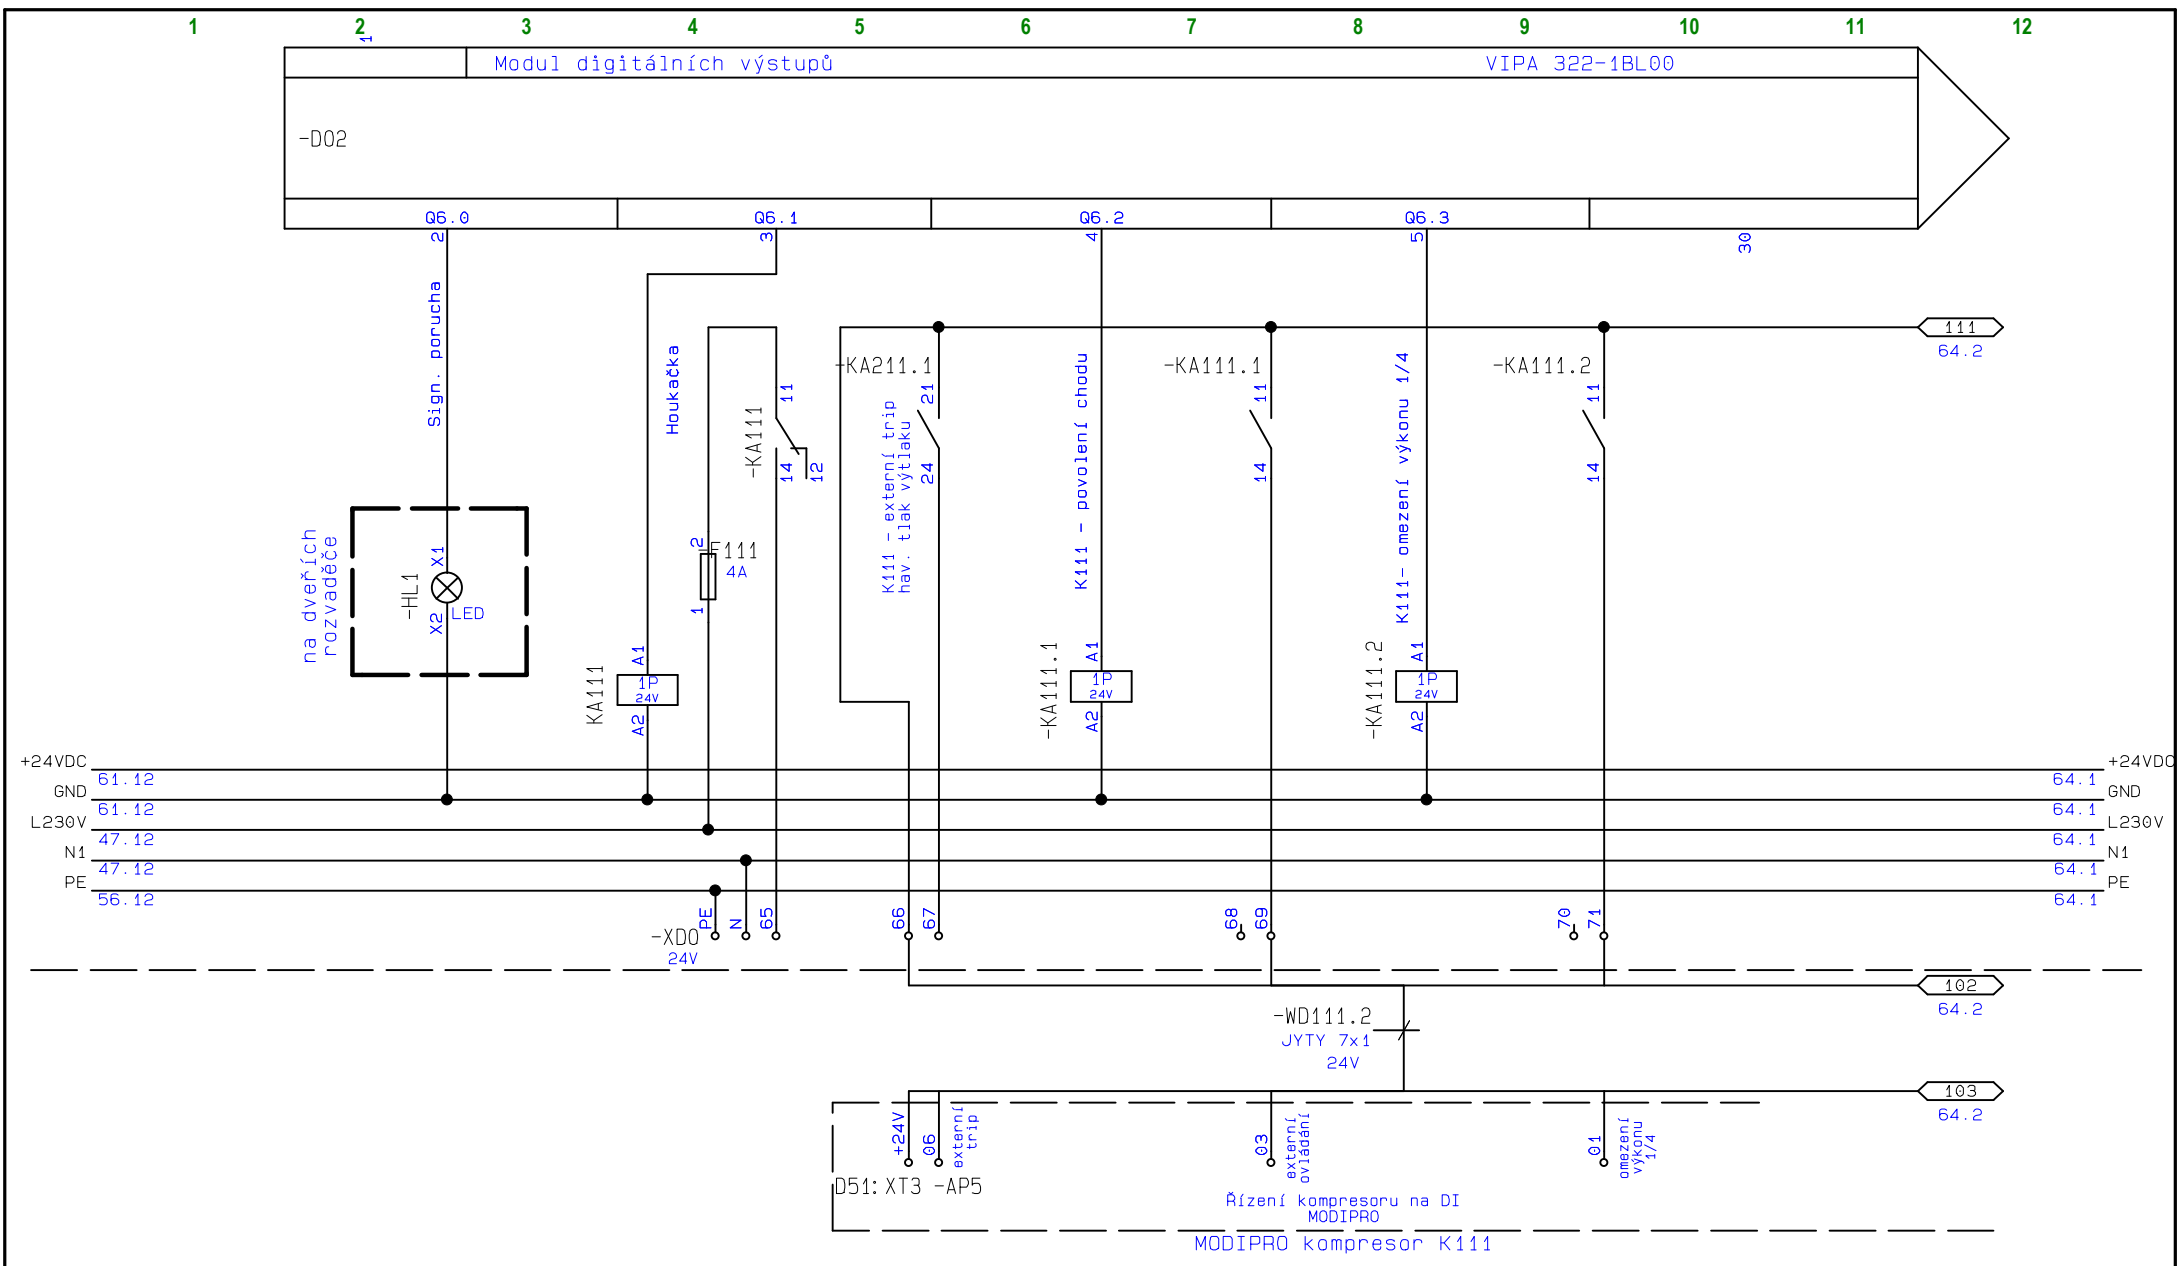 1 2 3 4 5 6 7 8 9 10 11 12
1
Modul digitálních výstupů
VIPA 322-1BL00
-DO2
Q6.0 Q6.1 Q6.2 Q6.3
2 3 4 5 30
Sign. porucha
Houkačka
-KA111
11
14
12
-KA211.1
21
24
K111 - externí trip
hav. tlak výtlaku
K111 - povolení chodu
-KA111.1
11
14
K111- omezení výkonu 1/4
-KA111.2
11
14
111
64.2
na dveřích
rozvaděče
-HL1
X1
X2
LED
2
-F111
4A
1
KA111
A1
1P
24V
A2
-KA111.1
A1
1P
24V
A2
-KA111.2
A1
1P
24V
A2
+24VDC
61.12
64.1
+24VDC
GND
61.12
64.1
GND
L230V
47.12
64.1
L230V
N1
47.12
64.1
N1
PE
56.12
64.1
PE
-XDO
24V
PE N 65 66 67 68 69 70 71
102
64.2
-WD111.2
JYTY 7x1
24V
103
64.2
+24V
06
externí
trip
03
externí
ovládání
01
omezení
výkonu
1/4
D51: XT3 -AP5
Řízení kompresoru na DI
MODIPRO
MODIPRO kompresor K111